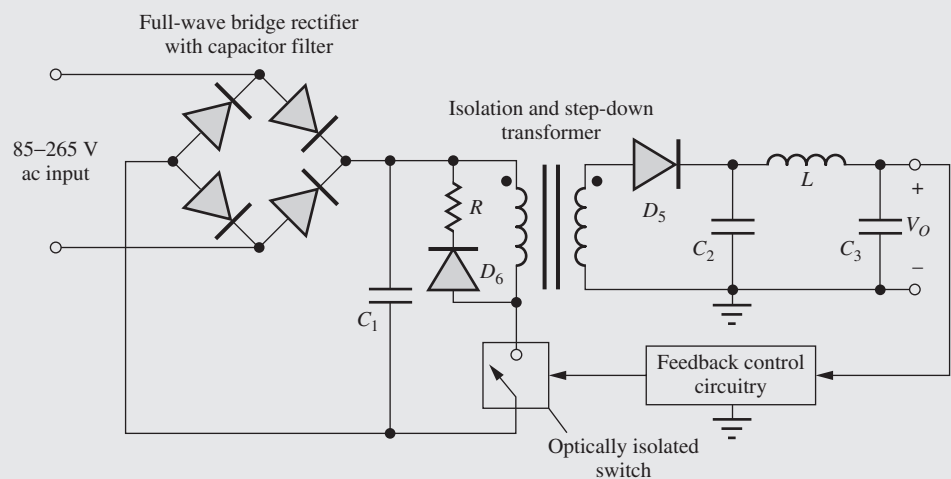 Full-wave bridge rectifier
with capacitor filter
Isolation and step-down
transformer
85–265 V
ac input
R
D6
C1
D5
L
C2
C3
+
VO
−
Feedback control
circuitry
Optically isolated
switch